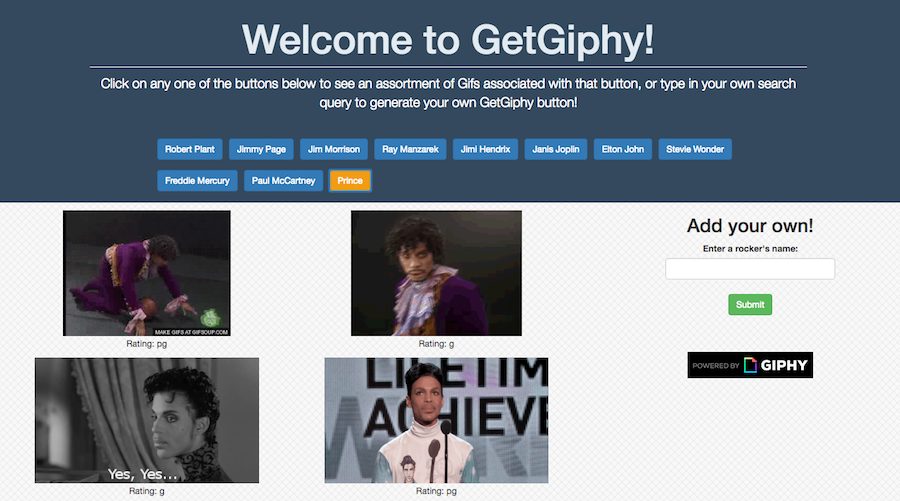 Welcome to GetGiphy!
Click on any one of the buttons below to see an assortment of Gifs associated with that button, or type in your own search
query to generate your own GetGiphy button!
Robert Plant Jimmy Page Jim Morrison Ray Manzarek Jimi Hendrix Janis Joplin Elton John Stevie Wonder
Freddie Mercury Paul McCartney Prince
MAKE GIFS AT GIFSOUP.COM
Rating: pg
Rating: g
Add your own!
Enter a rocker's name:
Submit
POWERED BY GIPHY
Yes, Yes...
Rating: g
LIFETIM
ACHIEVE
Rating: pg